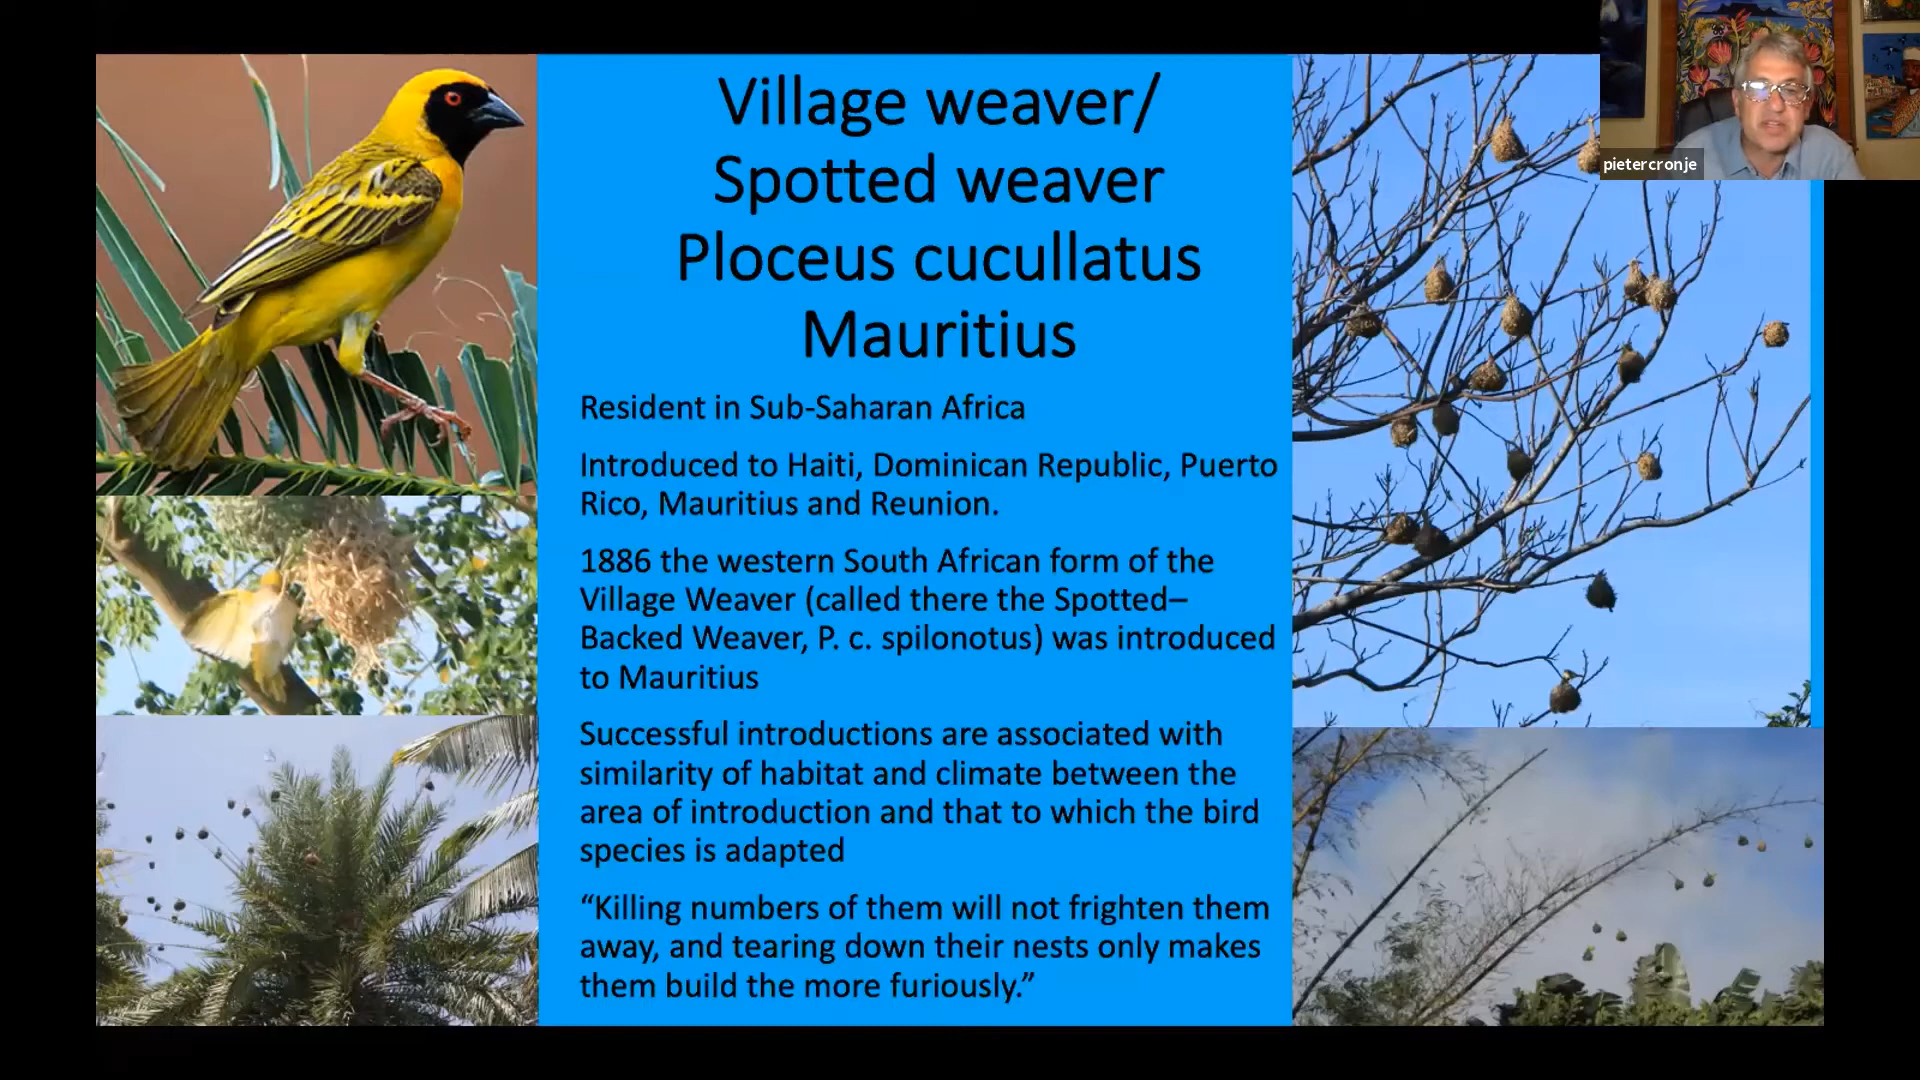 Village weaver/
Spotted weaver
Ploceus cucullatus
Mauritius
Resident in Sub-Saharan Africa
Introduced to Haiti, Dominican Republic, Puerto
Rico, Mauritius and Reunion.
1886 the western South African form of the
Village Weaver (called there the Spotted–
Backed Weaver, P. c. spilonotus) was introduced
to Mauritius
Successful introductions are associated with
similarity of habitat and climate between the
area of introduction and that to which the bird
species is adapted
“Killing numbers of them will not frighten them
away, and tearing down their nests only makes
them build the more furiously.”
pietercronje